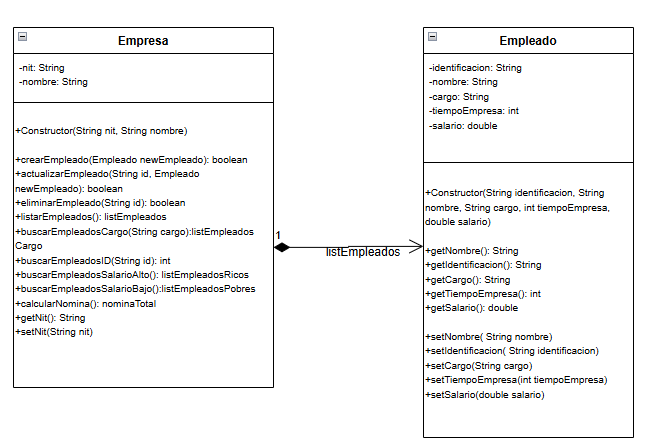 Empresa
-nit: String
-nombre: String
+Constructor(String nit, String nombre)
+crearEmpleado(Empleado newEmpleado): boolean
+actualizarEmpleado(String id, Empleado
newEmpleado): boolean
+eliminarEmpleado(String id): boolean
+listarEmpleados(): listEmpleados
+buscarEmpleadosCargo(String cargo):listEmpleados
Cargo
+buscarEmpleadosID(String id): int
+buscarEmpleadosSalarioAlto(): listEmpleadosRicos
+buscarEmpleadosSalarioBajo():listEmpleadosPobres
+calcularNomina(): nominaTotal
+getNit(): String
+setNit(String nit)
1
listEmpleados
Empleado
-identificacion: String
-nombre: String
-cargo: String
-tiempoEmpresa: int
-salario: double
+Constructor(String identificacion, String
nombre, String cargo, int tiempoEmpresa,
double salario)
+getNombre(): String
+getIdentificacion(): String
+getCargo(): String
+getTiempoEmpresa(): int
+getSalario(): double
+setNombre( String nombre)
+setIdentificacion( String identificacion)
+setCargo(String cargo)
+setTiempoEmpresa(int tiempoEmpresa)
+setSalario(double salario)